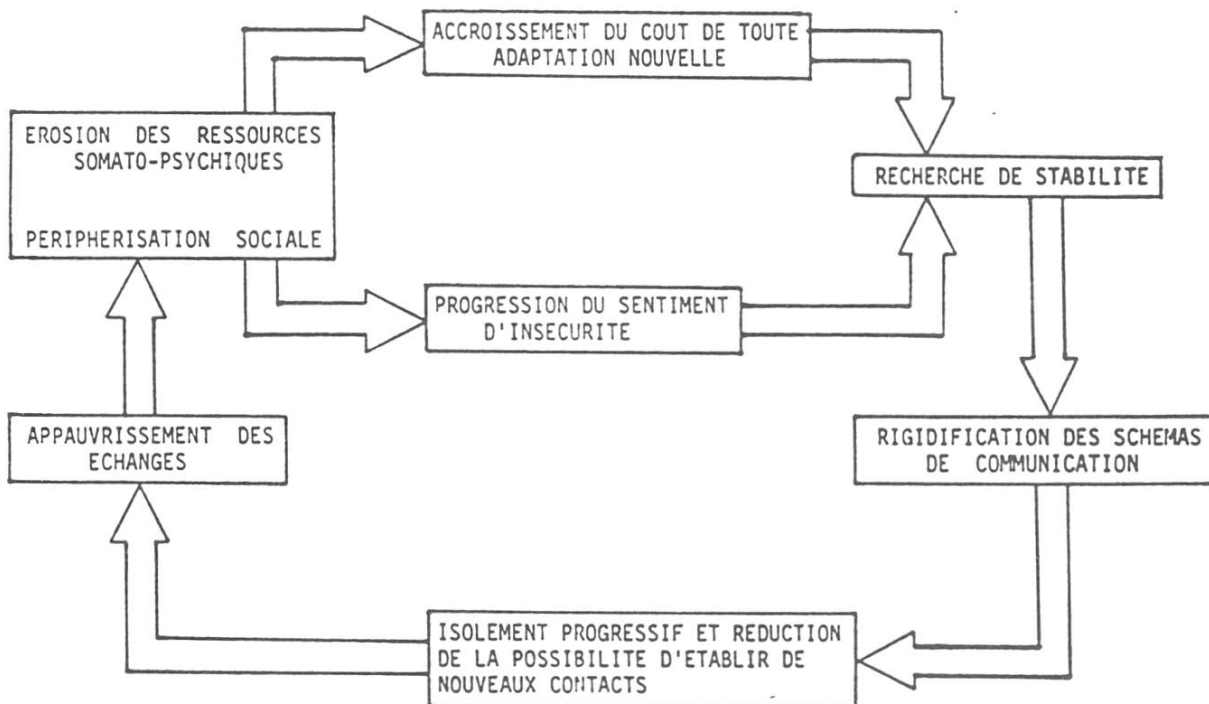 ACCROISSEMENT DU COUT DE TOUTE
ADAPTATION NOUVELLE
EROSION DES RESSOURCES
SOMATO-PSYCHIQUES
PERIPHERISATION SOCIALE
RECHERCHE DE STABILITE
PROGRESSION DU SENTIMENT
D'INSECURITE
APPAUVRISSEMENT DES
ECHANGES
RIGIDIFICATION DES SCHEMAS
DE COMMUNICATION
ISOLEMENT PROGRESSIF ET REDUCTION
DE LA POSSIBILITE D'ETABLIR DE
NOUVEAUX CONTACTS